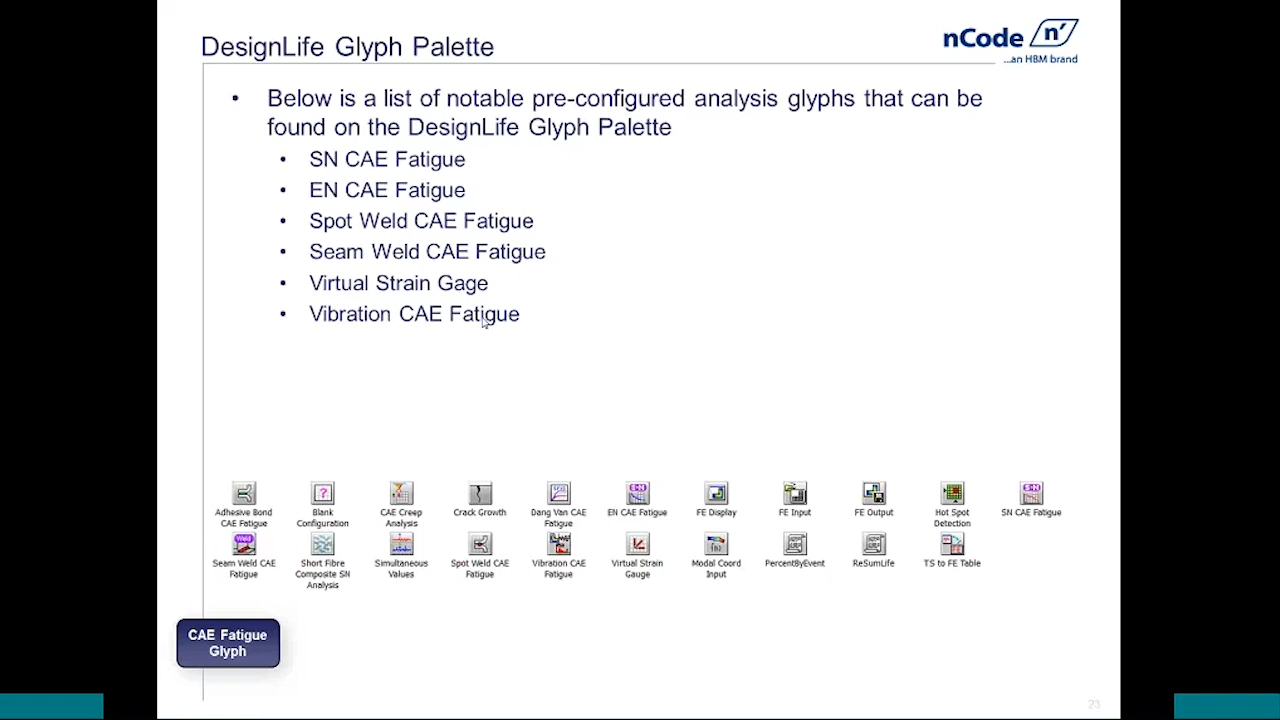 DesignLife Glyph Palette
nCode n'
...an HBM brand
• Below is a list of notable pre-configured analysis glyphs that can be
found on the DesignLife Glyph Palette
• SN CAE Fatigue
• EN CAE Fatigue
• Spot Weld CAE Fatigue
• Seam Weld CAE Fatigue
• Virtual Strain Gage
• Vibration CAE Fatigue
Adhesive Bond
CAE Fatigue
Blank
Configuration
CAE Creep
Analysis
Crack Growth
Dang Van CAE
Fatigue
EN CAE Fatigue
FE Display
FE Input
FE Output
Hot Spot
Detection
SN CAE Fatigue
Seam Weld CAE
Fatigue
Short Fibre
Composite SN
Analysis
Simultaneous
Values
Spot Weld CAE
Fatigue
Vibration CAE
Fatigue
Virtual Strain
Gauge
Modal Coord
Input
PercentByEvent
ReSumLife
TS to FE Table
CAE Fatigue
Glyph
23